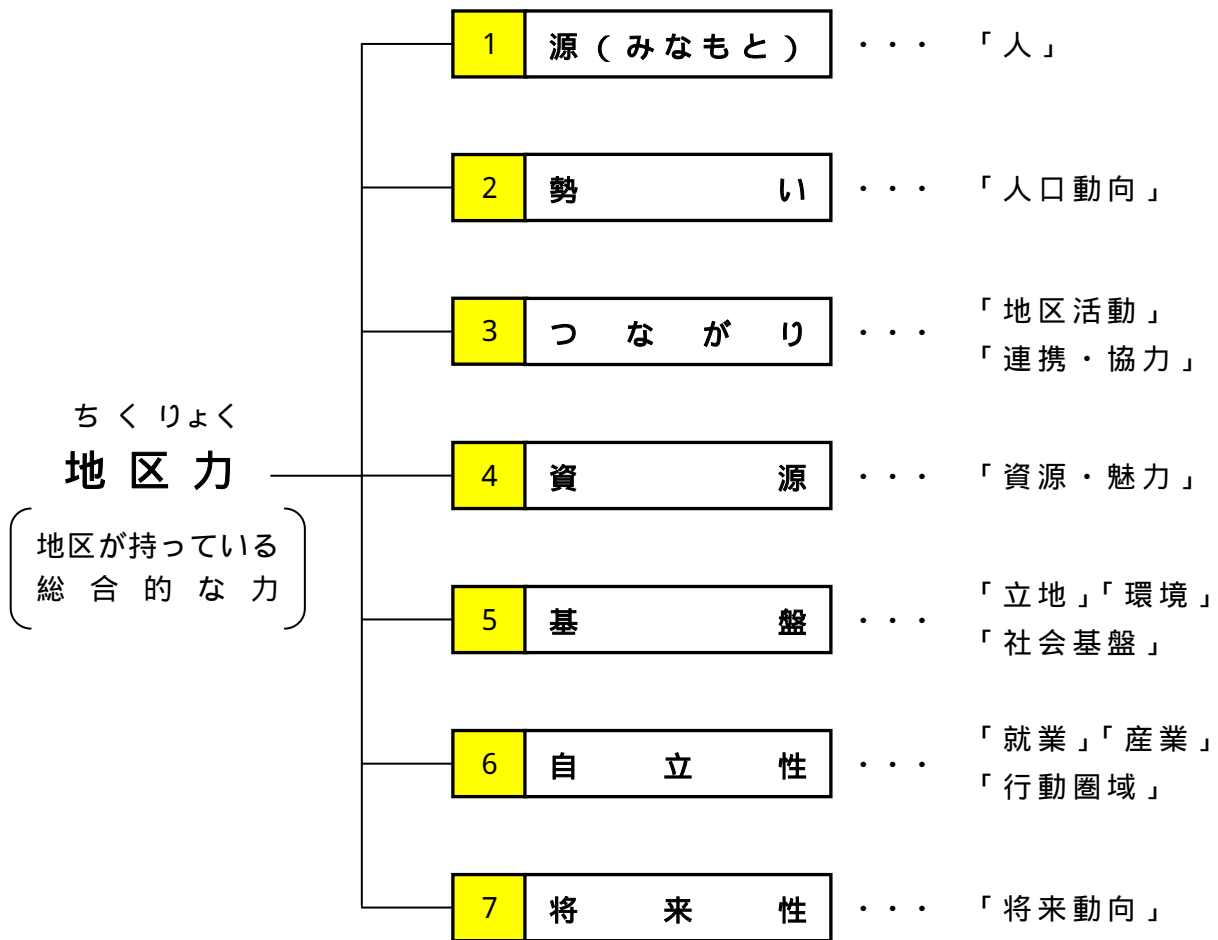 1 源(みなもと) ・・・ 「人」
2 勢い ・・・ 「人口動向」
3 つながり ・・・ 「地区活動」
「連携・協力」
ちくりょく
地区力
地区が持っている
総合的な力
4 資源 ・・・ 「資源・魅力」
5 基盤 ・・・ 「立地」「環境」
「社会基盤」
6 自立性 ・・・ 「就業」「産業」
「行動圏域」
7 将来性 ・・・ 「将来動向」